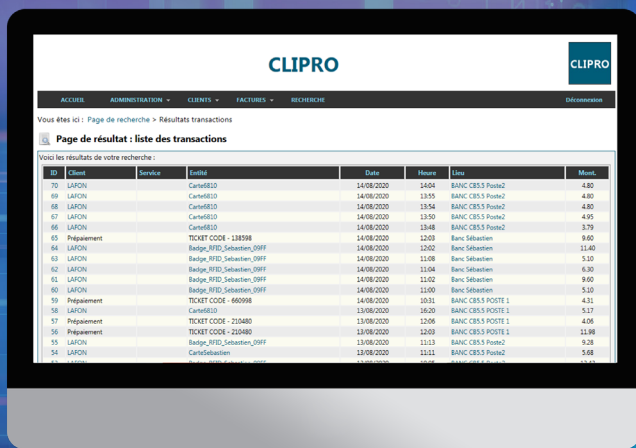 CLIPRO
CLIPRO
ACCUEIL ADMINISTRATION CLIENTS FACTURES RECHERCHE Déconnexion
Vous êtes ici : Page de recherche > Résultats transactions
Page de résultat : liste des transactions
Voici les résultats de votre recherche :
ID Client Service Entité Date Heure Lieu Mont.
70 LAFON Carte6810 14/08/2020 14:04 BANC CB5.5 Poste2 4.80
69 LAFON Carte6810 14/08/2020 13:55 BANC CB5.5 Poste2 4.80
68 LAFON Carte6810 14/08/2020 13:54 BANC CB5.5 Poste2 4.80
67 LAFON Carte6810 14/08/2020 13:50 BANC CB5.5 Poste2 4.95
66 LAFON Carte6810 14/08/2020 13:48 BANC CB5.5 Poste2 3.79
65 Prépaiement TICKET CODE - 138598 14/08/2020 12:03 Banc Sébastien 9.60
64 LAFON Badge_RFID_Sebastien_09FF 14/08/2020 12:02 Banc Sébastien 11.40
63 LAFON Badge_RFID_Sebastien_09FF 14/08/2020 11:08 Banc Sébastien 5.10
62 LAFON Badge_RFID_Sebastien_09FF 14/08/2020 11:04 Banc Sébastien 6.30
61 LAFON Badge_RFID_Sebastien_09FF 14/08/2020 11:02 Banc Sébastien 9.60
60 LAFON Badge_RFID_Sebastien_09FF 14/08/2020 11:00 Banc Sébastien 5.10
59 Prépaiement TICKET CODE - 660998 14/08/2020 10:31 BANC CB5.5 POSTE 1 4.31
58 LAFON Carte6810 13/08/2020 16:20 BANC CB5.5 POSTE 1 5.17
57 Prépaiement TICKET CODE - 210480 13/08/2020 12:06 BANC CB5.5 POSTE 1 4.06
56 Prépaiement TICKET CODE - 210480 13/08/2020 12:03 BANC CB5.5 POSTE 1 11.98
55 LAFON Badge_RFID_Sebastien_09FF 13/08/2020 11:13 BANC CB5.5 Poste2 9.28
54 LAFON CarteSebastien 13/08/2020 11:11 BANC CB5.5 Poste2 5.68